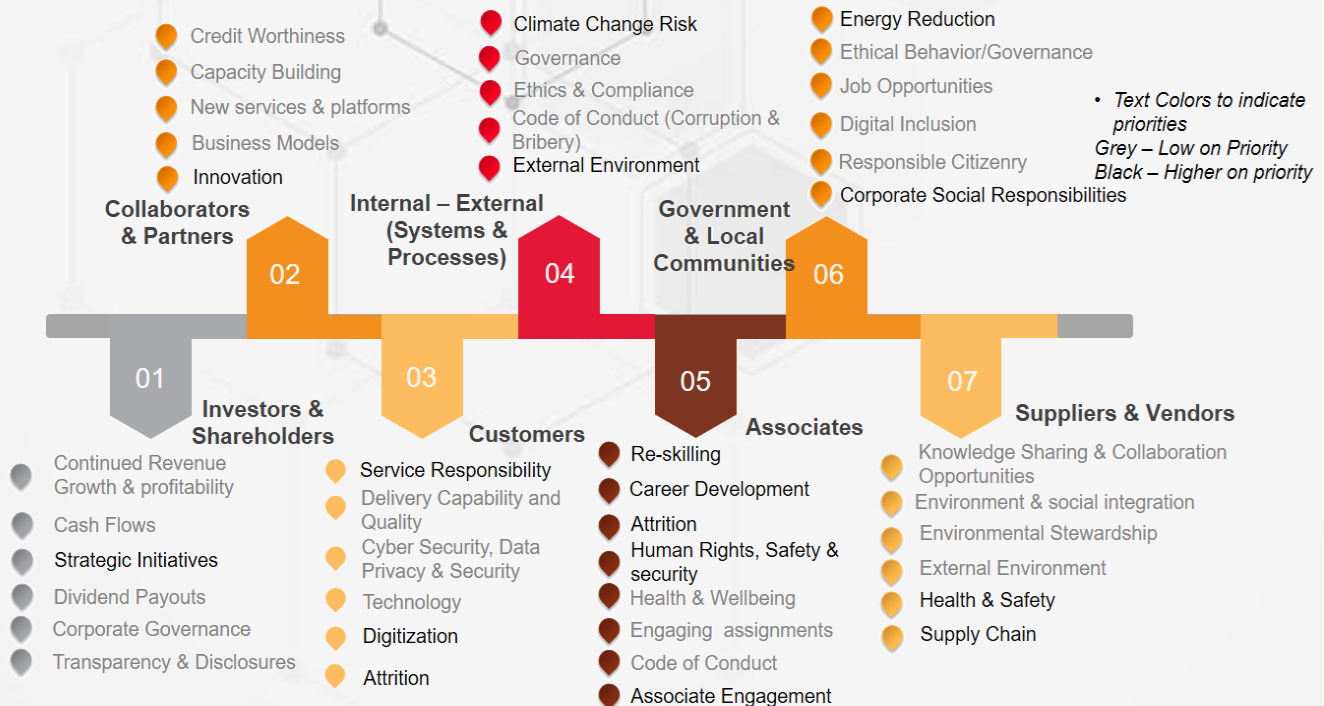 Credit Worthiness
Capacity Building
New services & platforms
Business Models
Innovation
Collaborators
& Partners
02
Climate Change Risk
Governance
Ethics & Compliance
Code of Conduct (Corruption &
Bribery)
External Environment
Internal – External
(Systems &
Processes)
04
Energy Reduction
Ethical Behavior/Governance
Job Opportunities
Digital Inclusion
Responsible Citizenry
Corporate Social Responsibilities
Government
& Local
Communities
06
• Text Colors to indicate
priorities
Grey – Low on Priority
Black – Higher on priority
01
Investors &
Shareholders
Continued Revenue
Growth & profitability
Cash Flows
Strategic Initiatives
Dividend Payouts
Corporate Governance
Transparency & Disclosures
03
Customers
Service Responsibility
Delivery Capability and
Quality
Cyber Security, Data
Privacy & Security
Technology
Digitization
Attrition
05
Associates
Re-skilling
Career Development
Attrition
Human Rights, Safety &
security
Health & Wellbeing
Engaging assignments
Code of Conduct
Associate Engagement
07
Suppliers & Vendors
Knowledge Sharing & Collaboration
Opportunities
Environment & social integration
Environmental Stewardship
External Environment
Health & Safety
Supply Chain